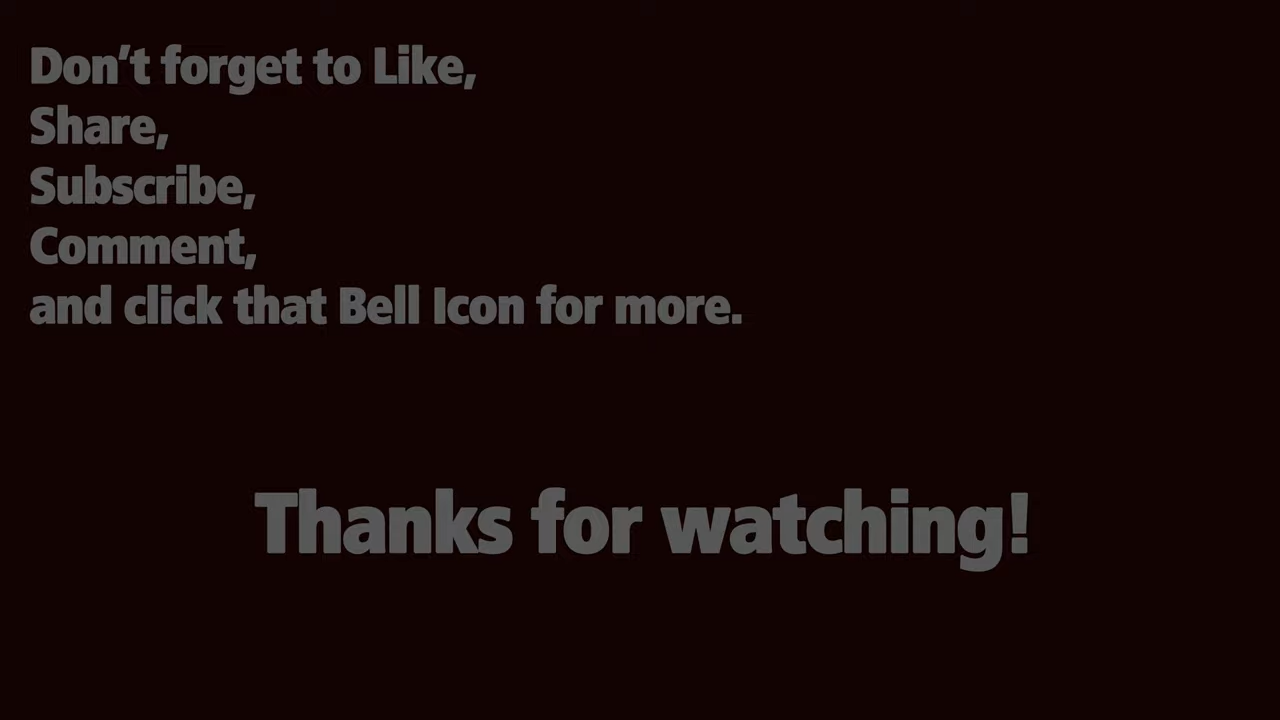 Don’t forget to Like,
Share,
Subscribe,
Comment,
and click that Bell Icon for more.
Thanks for watching!